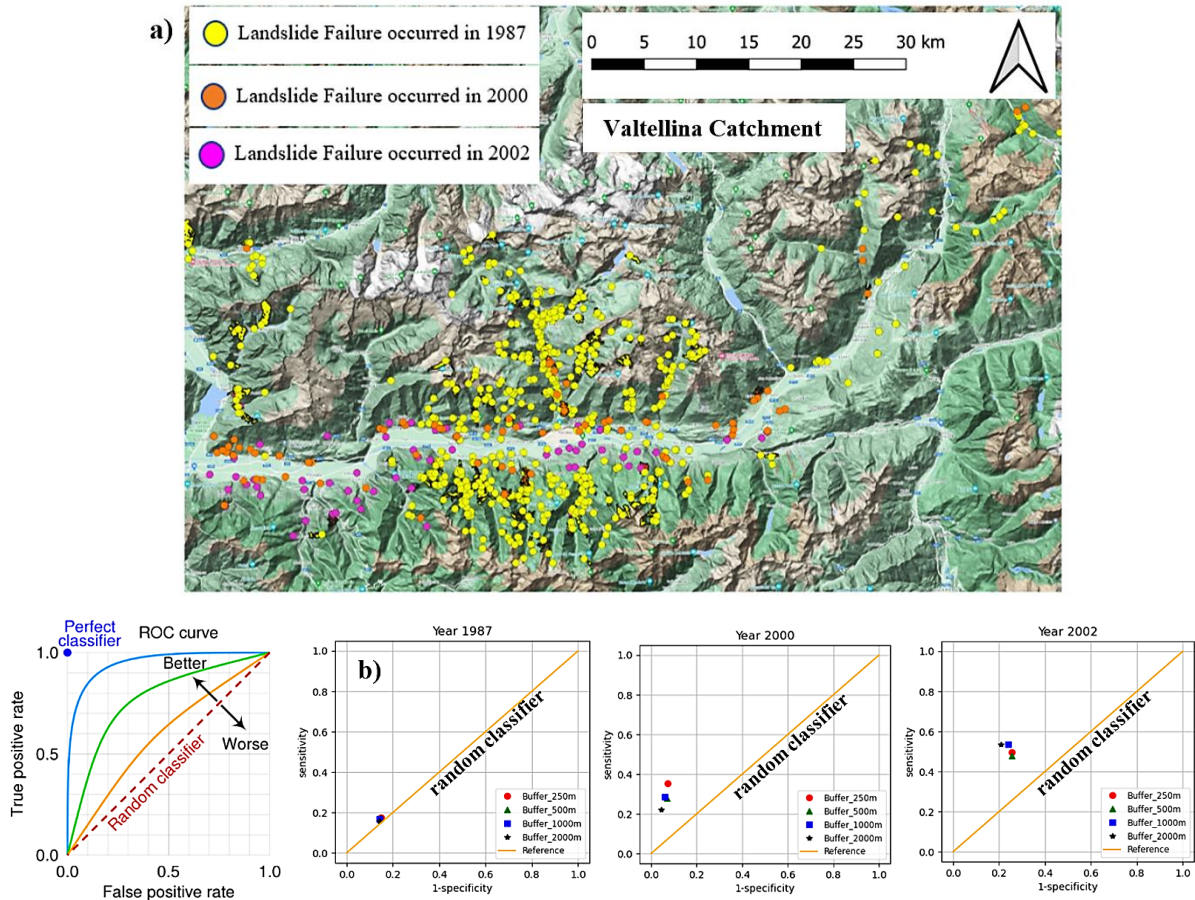 a)
Landslide Failure occurred in 1987
Landslide Failure occurred in 2000
Landslide Failure occurred in 2002
0 5 10 15 20 25 30 km
Valtellina Catchment
Perfect
classifier
ROC curve
1.0
Better
Worse
0.5
Random classifier
True positive rate
0.0
0.0 0.5 1.0
False positive rate
b)
Year 1987
1.0
0.8
0.6
0.4
0.2
0.0
sensitivity
random classifier
Buffer_250m
Buffer_500m
Buffer_1000m
Buffer_2000m
Reference
0.0 0.2 0.4 0.6 0.8 1.0
1-specificity
Year 2000
1.0
0.8
0.6
0.4
0.2
0.0
sensitivity
random classifier
Buffer_250m
Buffer_500m
Buffer_1000m
Buffer_2000m
Reference
0.0 0.2 0.4 0.6 0.8 1.0
1-specificity
Year 2002
1.0
0.8
0.6
0.4
0.2
0.0
sensitivity
random classifier
Buffer_250m
Buffer_500m
Buffer_1000m
Buffer_2000m
Reference
0.0 0.2 0.4 0.6 0.8 1.0
1-specificity